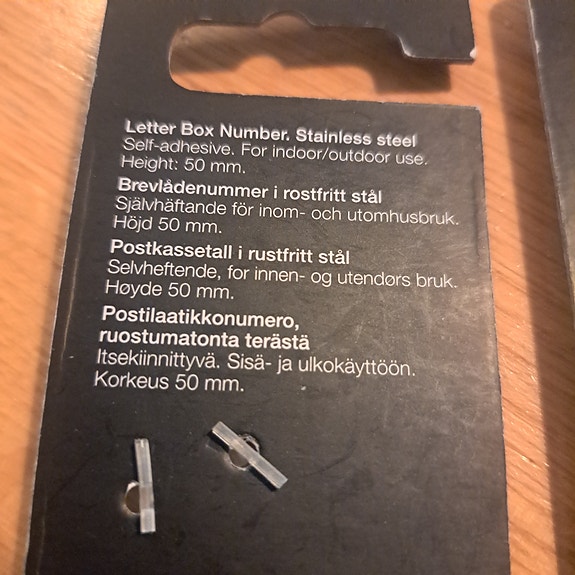 Letter Box Number. Stainless steel
Self-adhesive. For indoor/outdoor use.
Height: 50 mm.
Brevlådenummer i rostfritt stål
Självhäftande för inom- och utomhusbruk.
Höjd 50 mm.
Postkassetall i rustfritt stål
Selvheftende, for innen- og utendørs bruk.
Høyde 50 mm.
Postilaatikkonumero,
ruostumatonta terästä
Itsekiinnittyvä. Sisä- ja ulkokäyttöön.
Korkeus 50 mm.